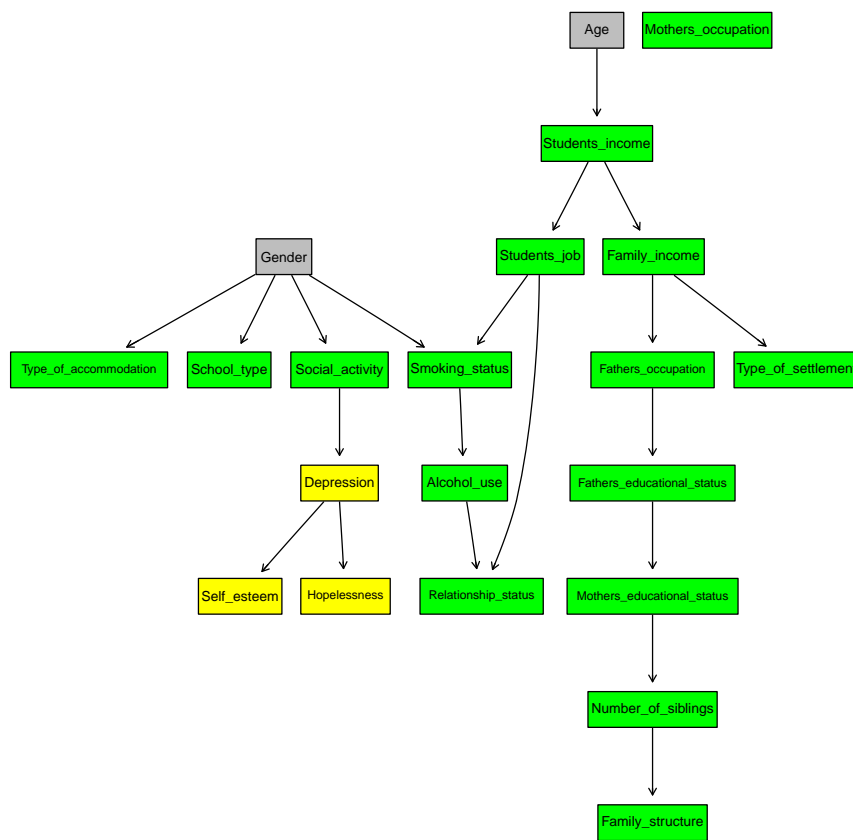 Age
Mothers_occupation
Students_income
Gender
Students_job
Family_income
Type_of_accommodation
School_type
Social_activity
Smoking_status
Fathers_occupation
Type_of_settlemen
Depression
Alcohol_use
Fathers_educational_status
Self_esteem
Hopelessness
Relationship_status
Mothers_educational_status
Number_of_siblings
Family_structure